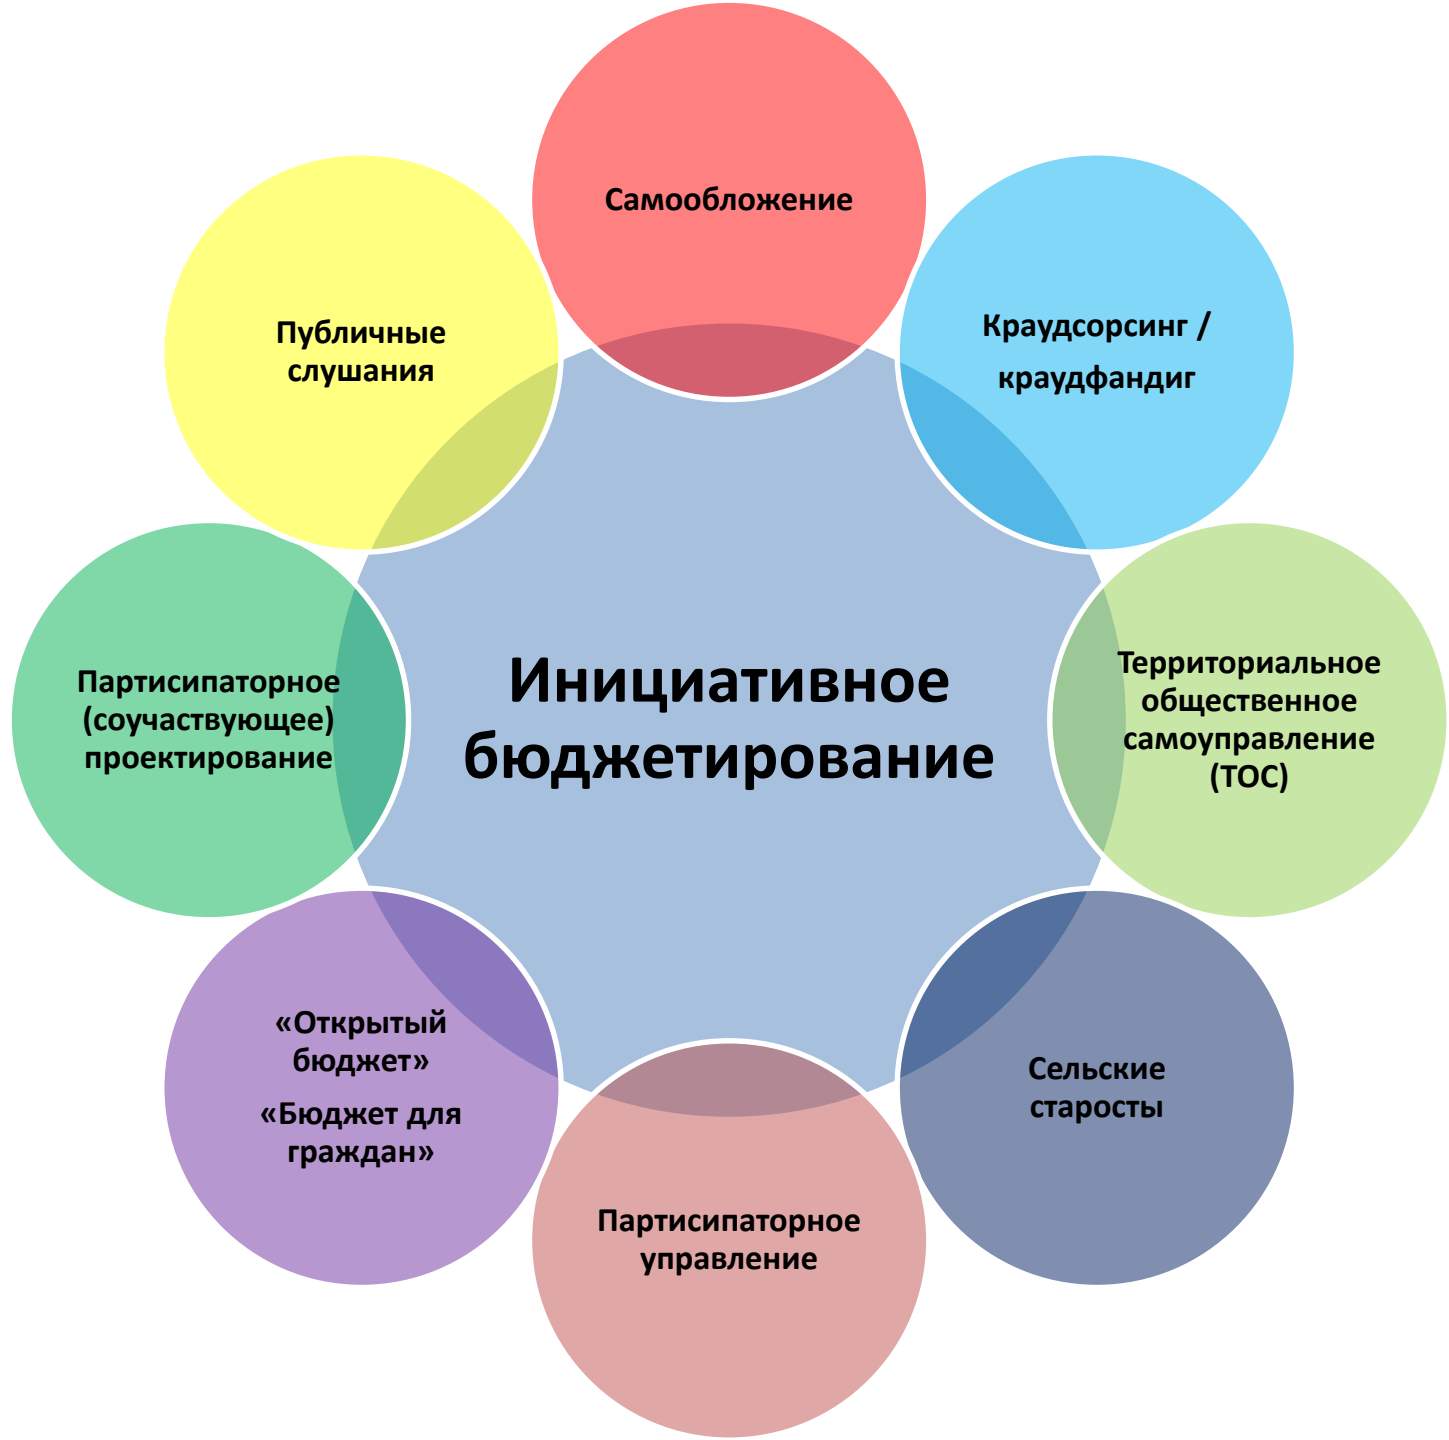 Самообложение
Краудсорсинг /
краудфандиг
Территориальное
общественное
самоуправление
(ТОС)
Сельские
старосты
Партисипаторное
управление
«Открытый
бюджет»
«Бюджет для
граждан»
Партисипаторное
(соучаствующее)
проектирование
Публичные
слушания
Инициативное
бюджетирование